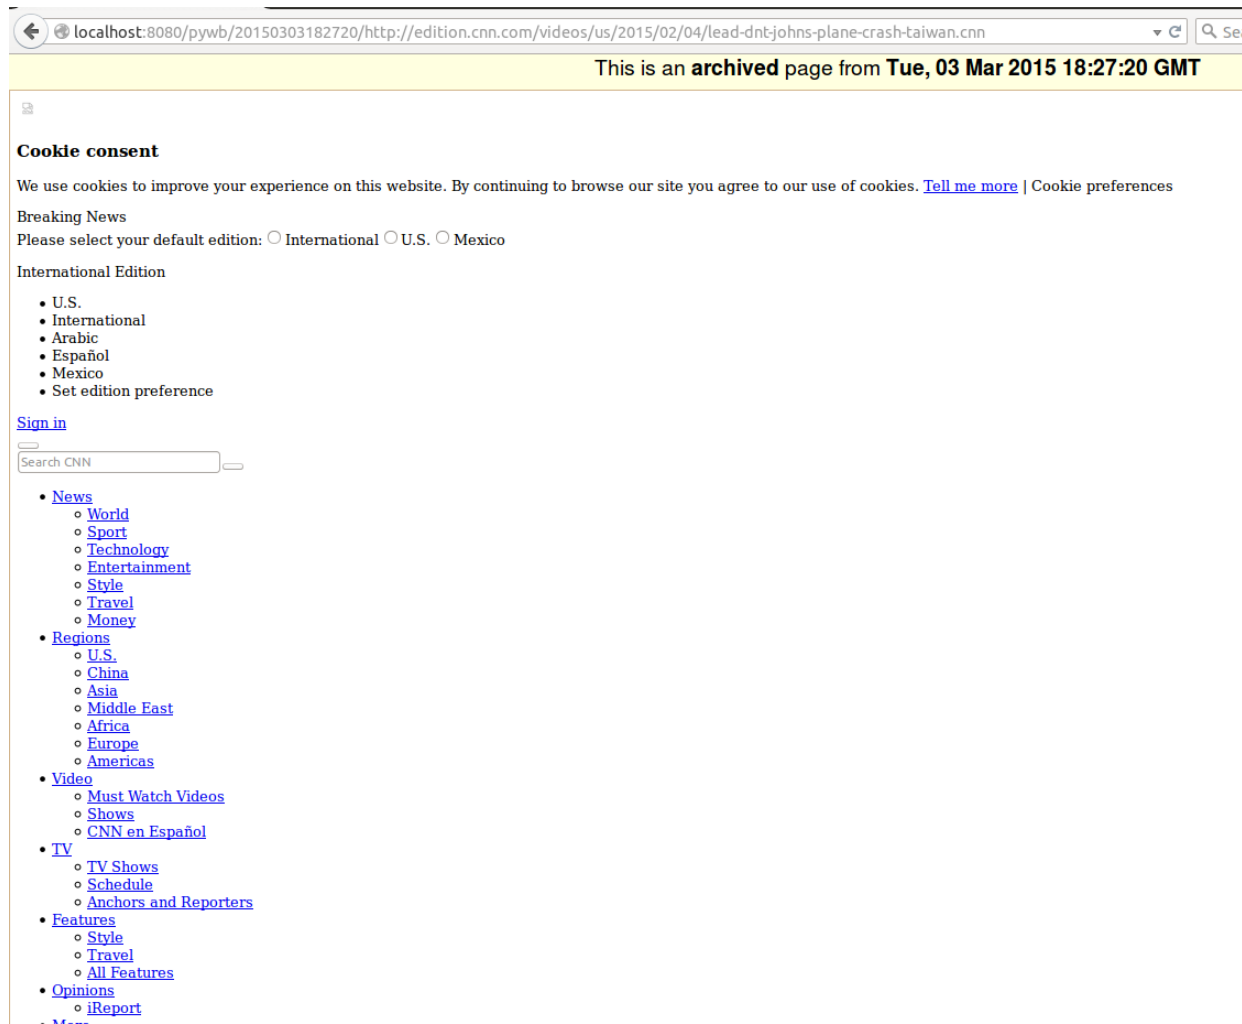 localhost:8080/pywb/20150303182720/http://edition.cnn.com/videos/us/2015/02/04/lead-dnt-johns-plane-crash-taiwan.cnn
This is an archived page from Tue, 03 Mar 2015 18:27:20 GMT
Cookie consent
We use cookies to improve your experience on this website. By continuing to browse our site you agree to our use of cookies. Tell me more | Cookie preferences
Breaking News
Please select your default edition: International U.S. Mexico
International Edition
U.S.
International
Arabic
Español
Mexico
Set edition preference
Sign in
Search CNN
News
World
Sport
Technology
Entertainment
Style
Travel
Money
Regions
U.S.
China
Asia
Middle East
Africa
Europe
Americas
Video
Must Watch Videos
Shows
CNN en Español
TV
TV Shows
Schedule
Anchors and Reporters
Features
Style
Travel
All Features
Opinions
iReport